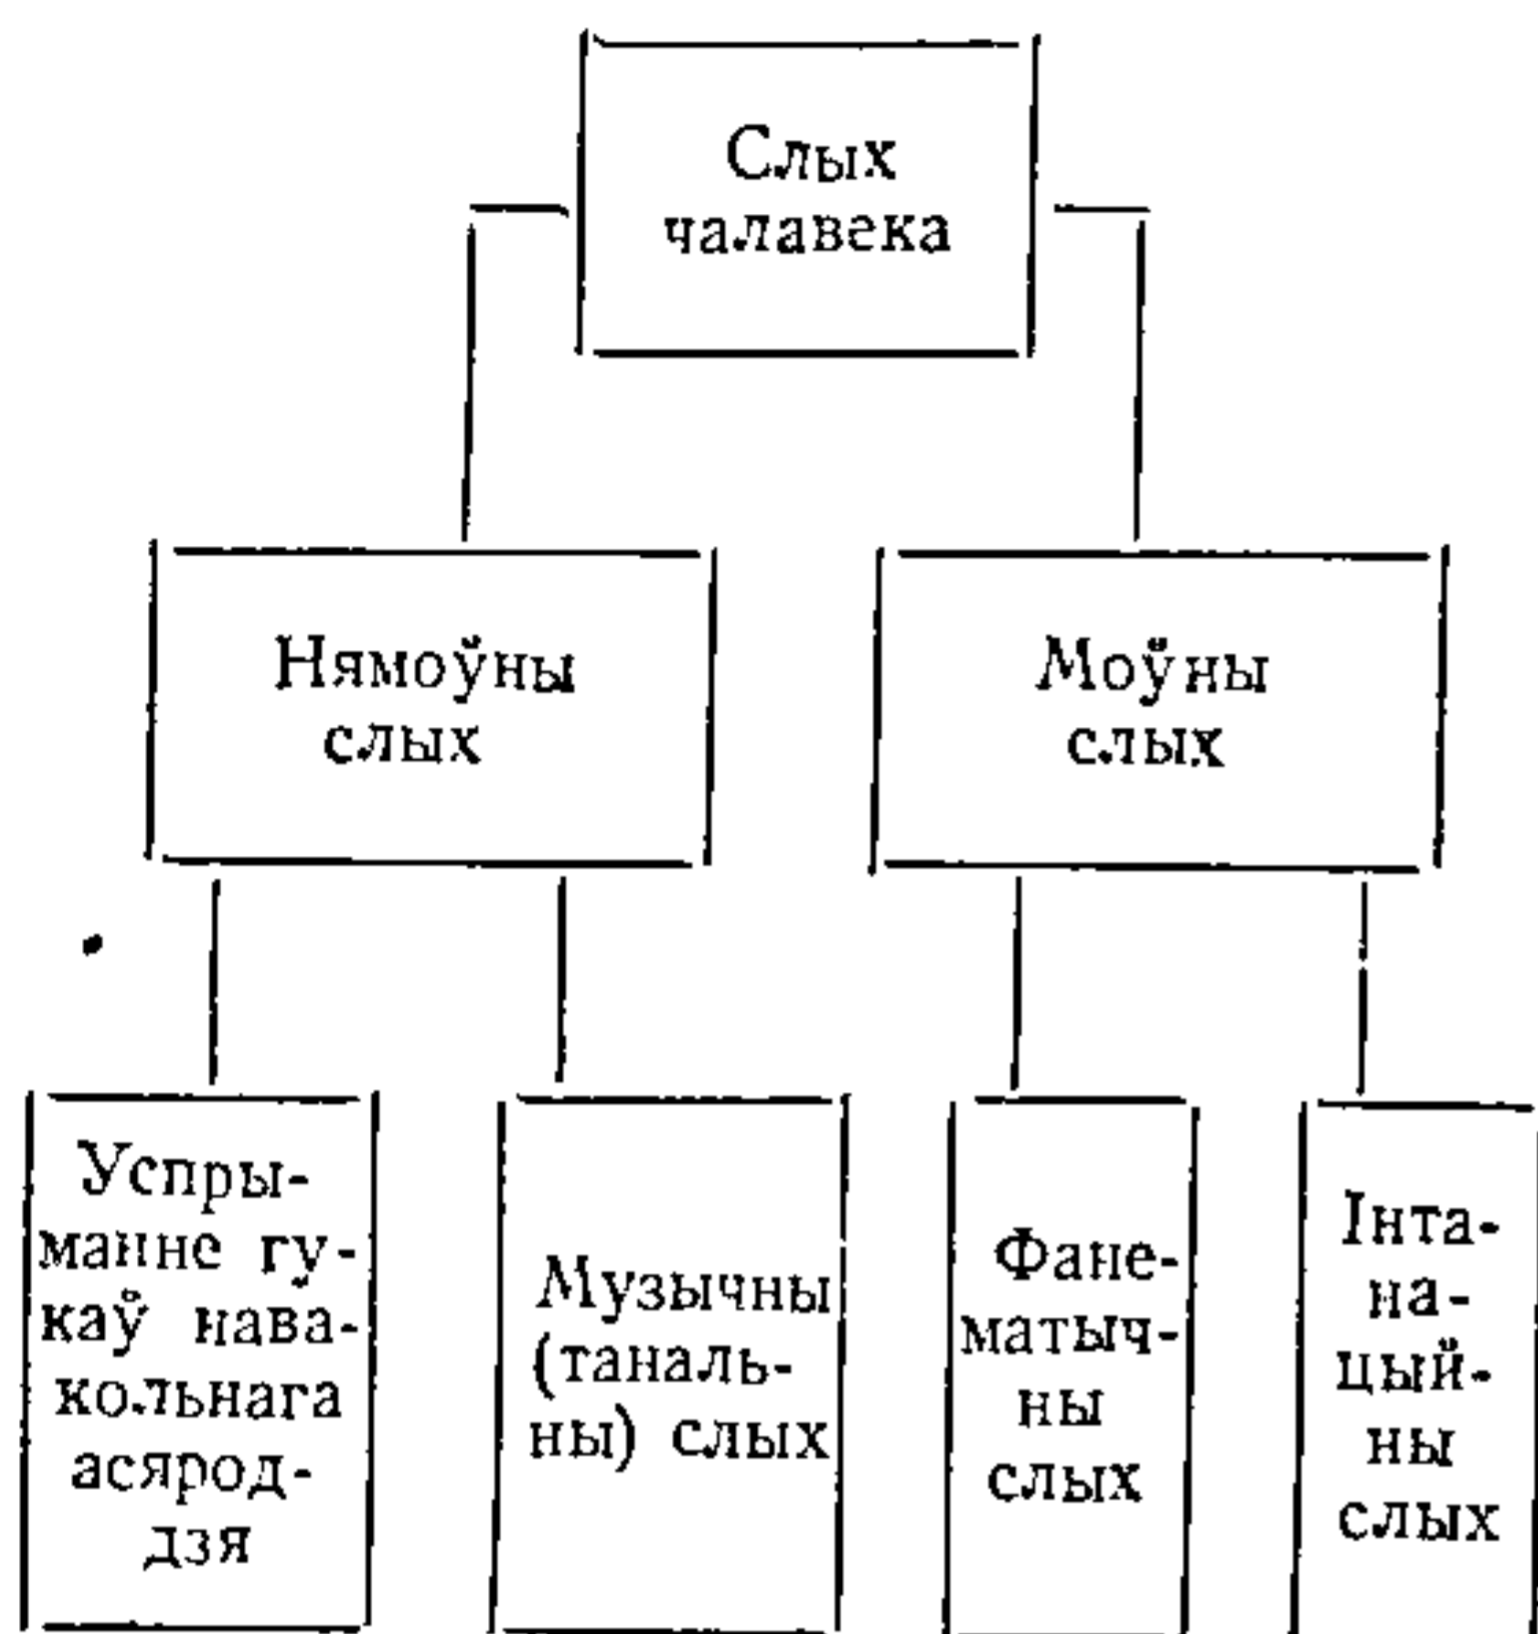 Слых
чалавека
Нямоўны
слых
Моўны
слых
Успры-
манне гу-
каў нава-
кольнага
асярод-
дзя
Музычны
(таналь-
ны) слых
Фане-
матыч-
ны
слых
Інта-
на-
цый-
ны
слых